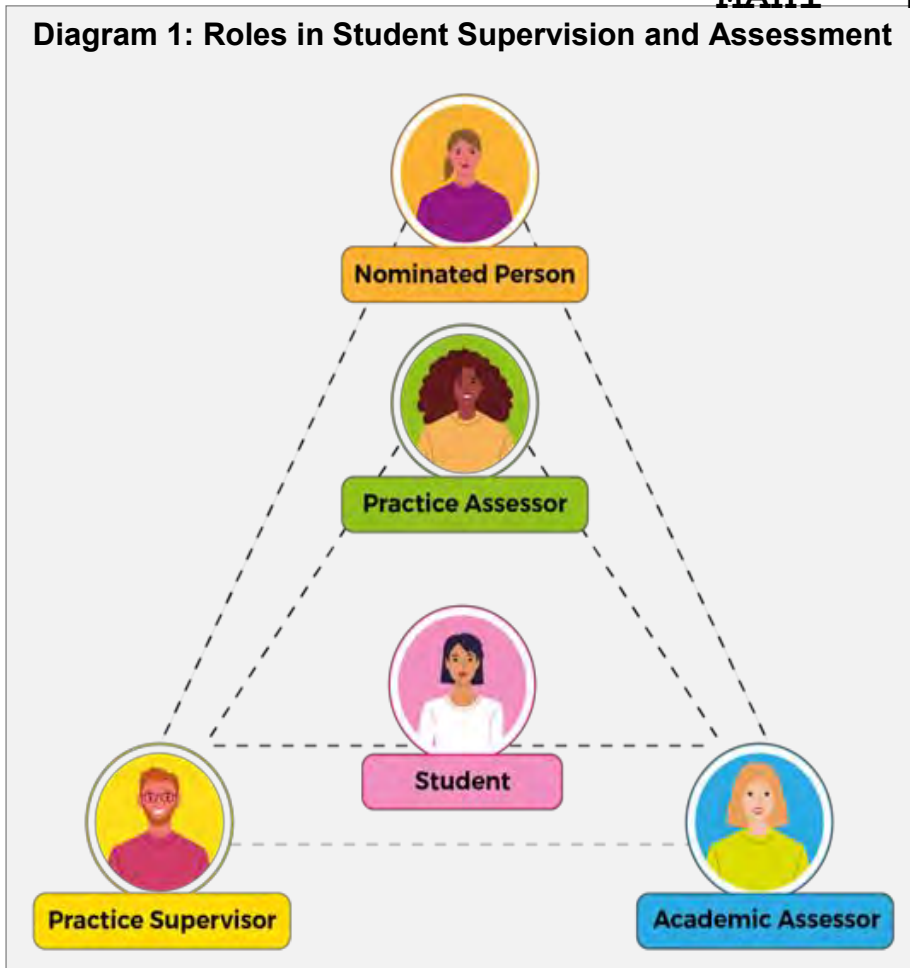 Diagram 1: Roles in Student Supervision and Assessment
Nominated Person
Practice Assessor
Student
Practice Supervisor
Academic Assessor